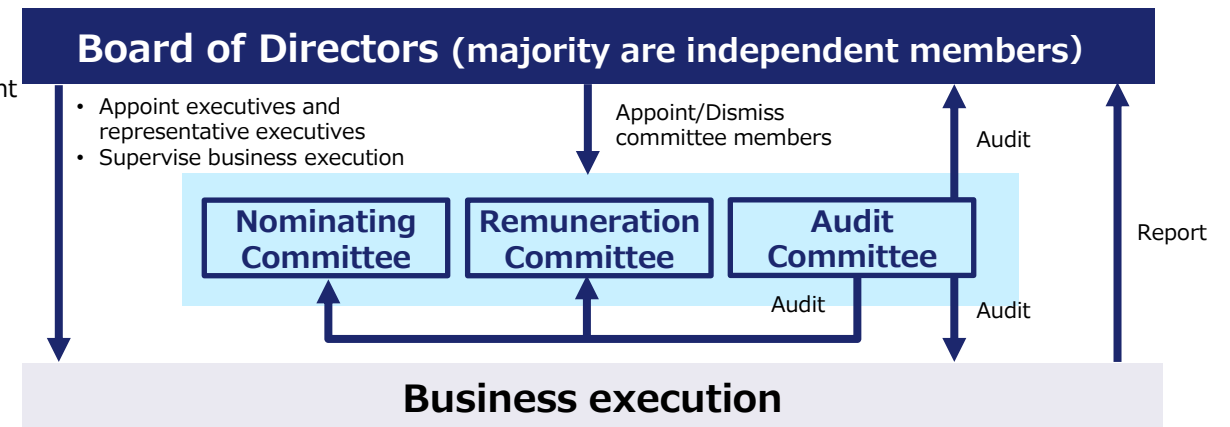 Board of Directors (majority are independent members）
nt
• Appoint executives and
representative executives
• Supervise business execution
Appoint/Dismiss
committee members
Audit
Nominating
Committee
Remuneration
Committee
Audit
Committee
Report
Audit
Audit
Business execution